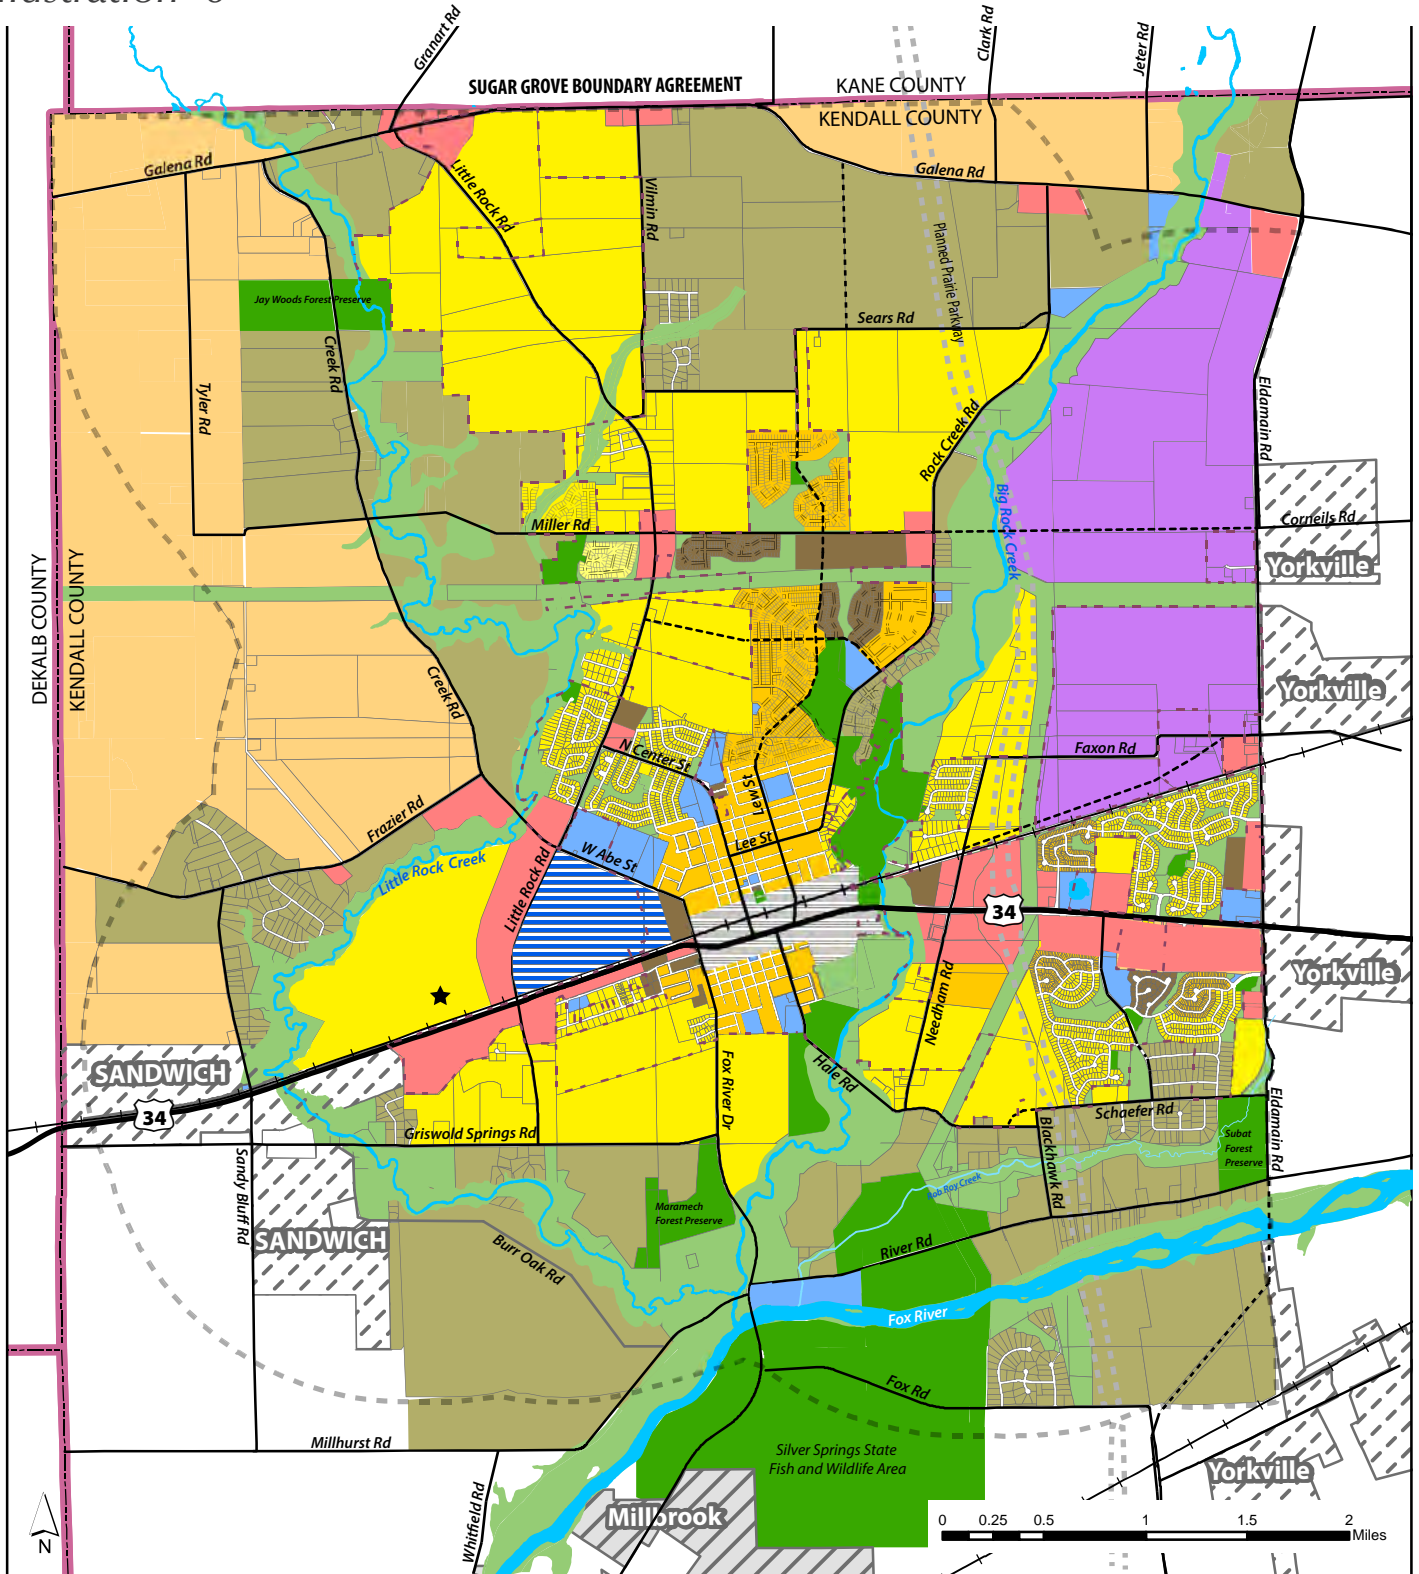 Granart Rd
Clark Rd
Jeter Rd
SUGAR GROVE BOUNDARY AGREEMENT
KANE COUNTY
KENDALL COUNTY
Galena Rd
Galena Rd
Little Rock Rd
Vilmin Rd
Planned Prairie Parkway
Jay Woods Forest Preserve
Sears Rd
Creek Rd
Tyler Rd
Eldamain Rd
Rock Creek Rd
Big Rock Creek
Miller Rd
Corneils Rd
Yorkville
DEKALB COUNTY
KENDALL COUNTY
Creek Rd
Yorkville
N Center St
Lew St
Faxon Rd
Frazier Rd
Lee St
W Abe St
Little Rock Creek
Little Rock Rd
34
Yorkville
Needham Rd
SANDWICH
34
Fox River Dr
Hale Rd
Eldamain Rd
Schaefer Rd
Griswold Springs Rd
Blackhawk Rd
Subat
Forest
Preserve
Sandy Bluff Rd
Rob Roy Creek
Maramech
Forest Preserve
SANDWICH
Burr Oak Rd
River Rd
Fox River
Fox Rd
Millhurst Rd
Silver Springs State
Fish and Wildlife Area
Yorkville
Whitfield Rd
Millbrook
0 0.25 0.5 1 1.5 2
Miles
N